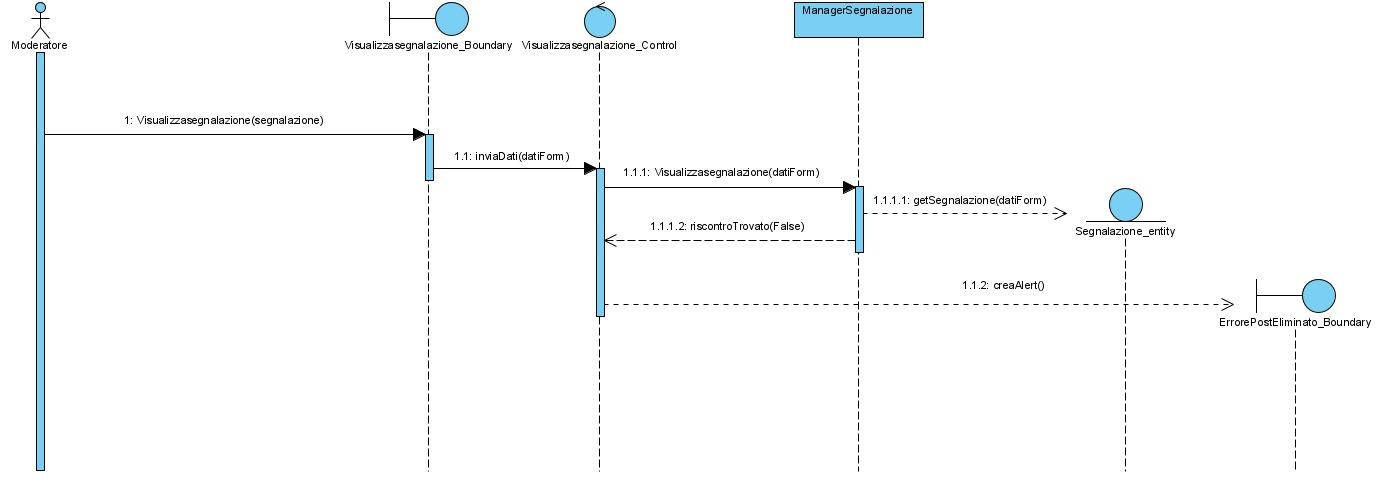 ManagerSegnalazione
Moderatore
Visualizzasegnalazione_Boundary
Visualizzasegnalazione_Control
1: Visualizzasegnalazione(segnalazione)
1.1: inviaDati(datiForm)
1.1.1: Visualizzasegnalazione(datiForm)
1.1.1.1: getSegnalazione(datiForm)
1.1.1.2: riscontroTrovato(False)
Segnalazione_entity
1.1.2: creaAlert()
ErrorePostEliminato_Boundary